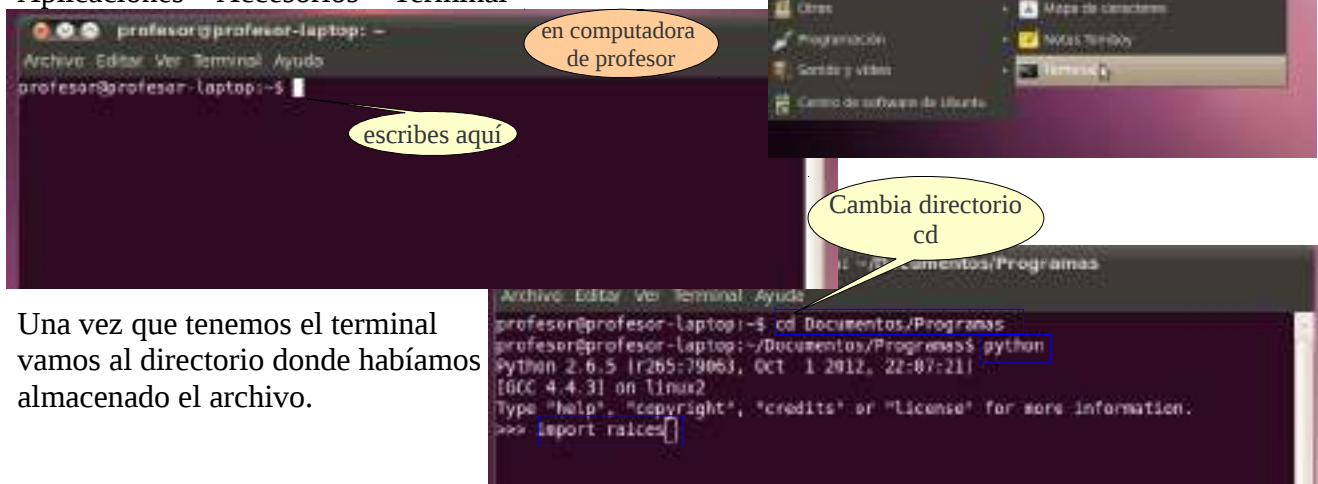 Aplicaciones Accesorios Terminal
profesor@profesor-laptop: ~
Archivo Editar Ver Terminal Ayuda
profesor@profesor-laptop:~$
en computadora
de profesor
escribes aquí
Otros
Programación
Sonido y vídeo
Centro de software de Ubuntu
Mapa de caracteres
Notas Tomboy
Terminal
Cambia directorio
cd
Una vez que tenemos el terminal
vamos al directorio donde habíamos
almacenado el archivo.
: ~/Documentos/Programas
Archivo Editar Ver Terminal Ayuda
profesor@profesor-laptop:~$ cd Documentos/Programas
profesor@profesor-laptop:~/Documentos/Programas$ python
Python 2.6.5 (r265:79063, Oct 1 2012, 22:07:21)
[GCC 4.4.3] on linux2
Type "help", "copyright", "credits" or "license" for more information.
>>> import raices